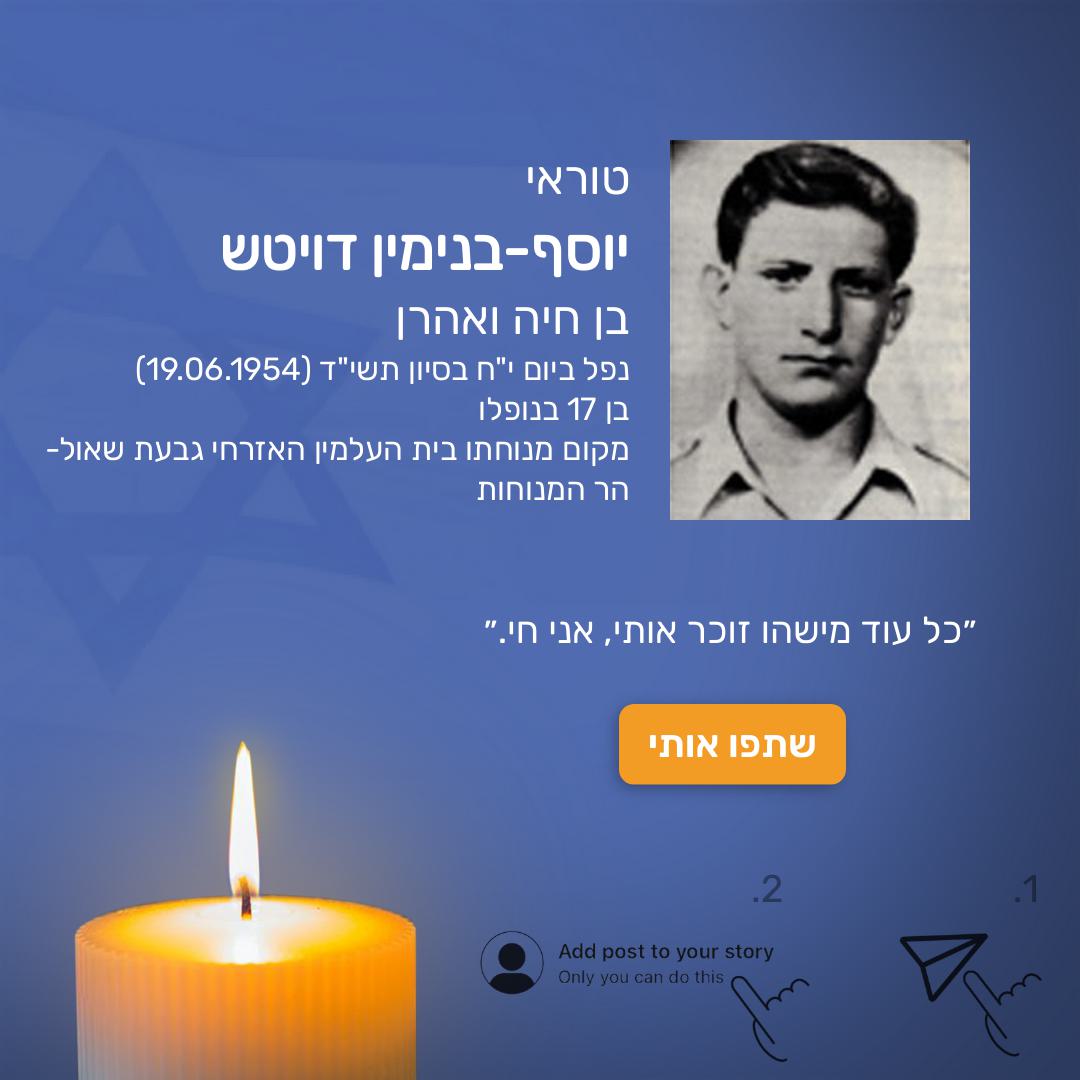 טוראי
יוסף-בנימין דויטש
בן חיה ואהרן
נפל ביום י"ח בסיון תשי"ד (19.06.1954)
בן 17 בנופלו
מקום מנוחתו בית העלמין האזרחי גבעת שאול-
הר המנוחות
״כל עוד מישהו זוכר אותי, אני חי.״
שתפו אותי
1.
2.
Add post to your story
Only you can do this